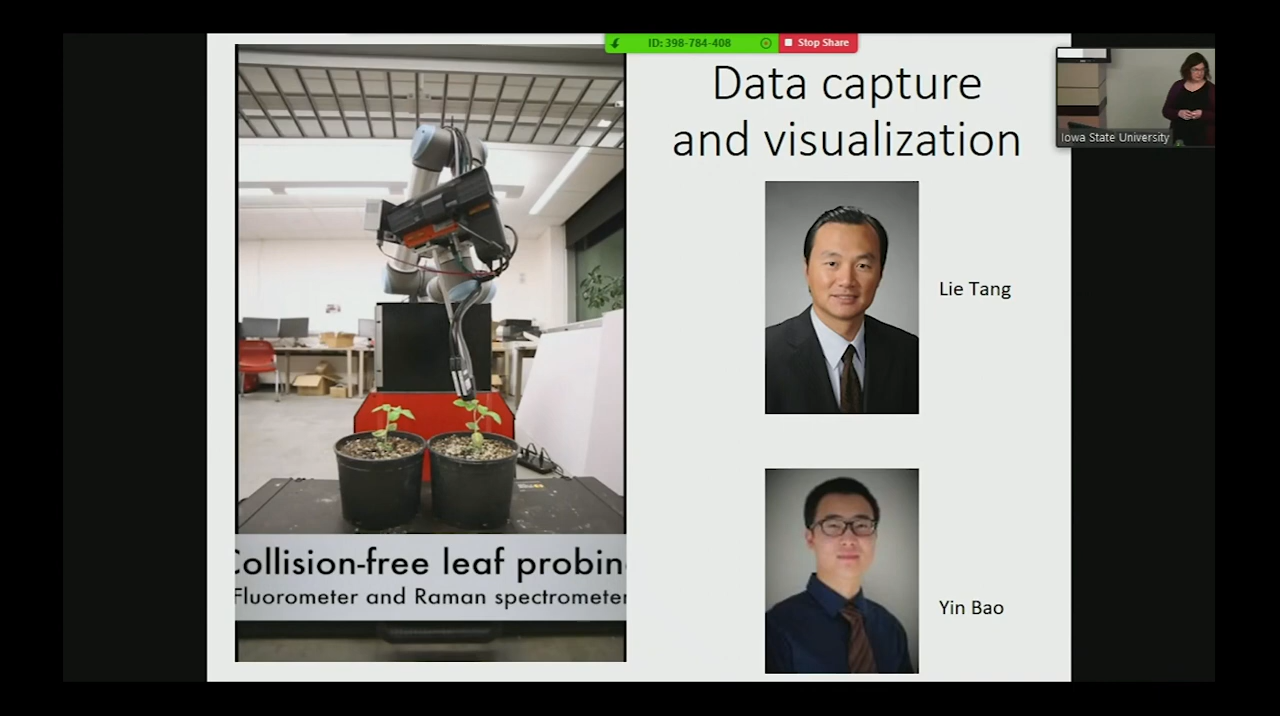 ID: 398-784-408
Stop Share
Data capture
and visualization
Iowa State University
Lie Tang
Collision-free leaf probin
Fluorometer and Raman spectrometer
Yin Bao